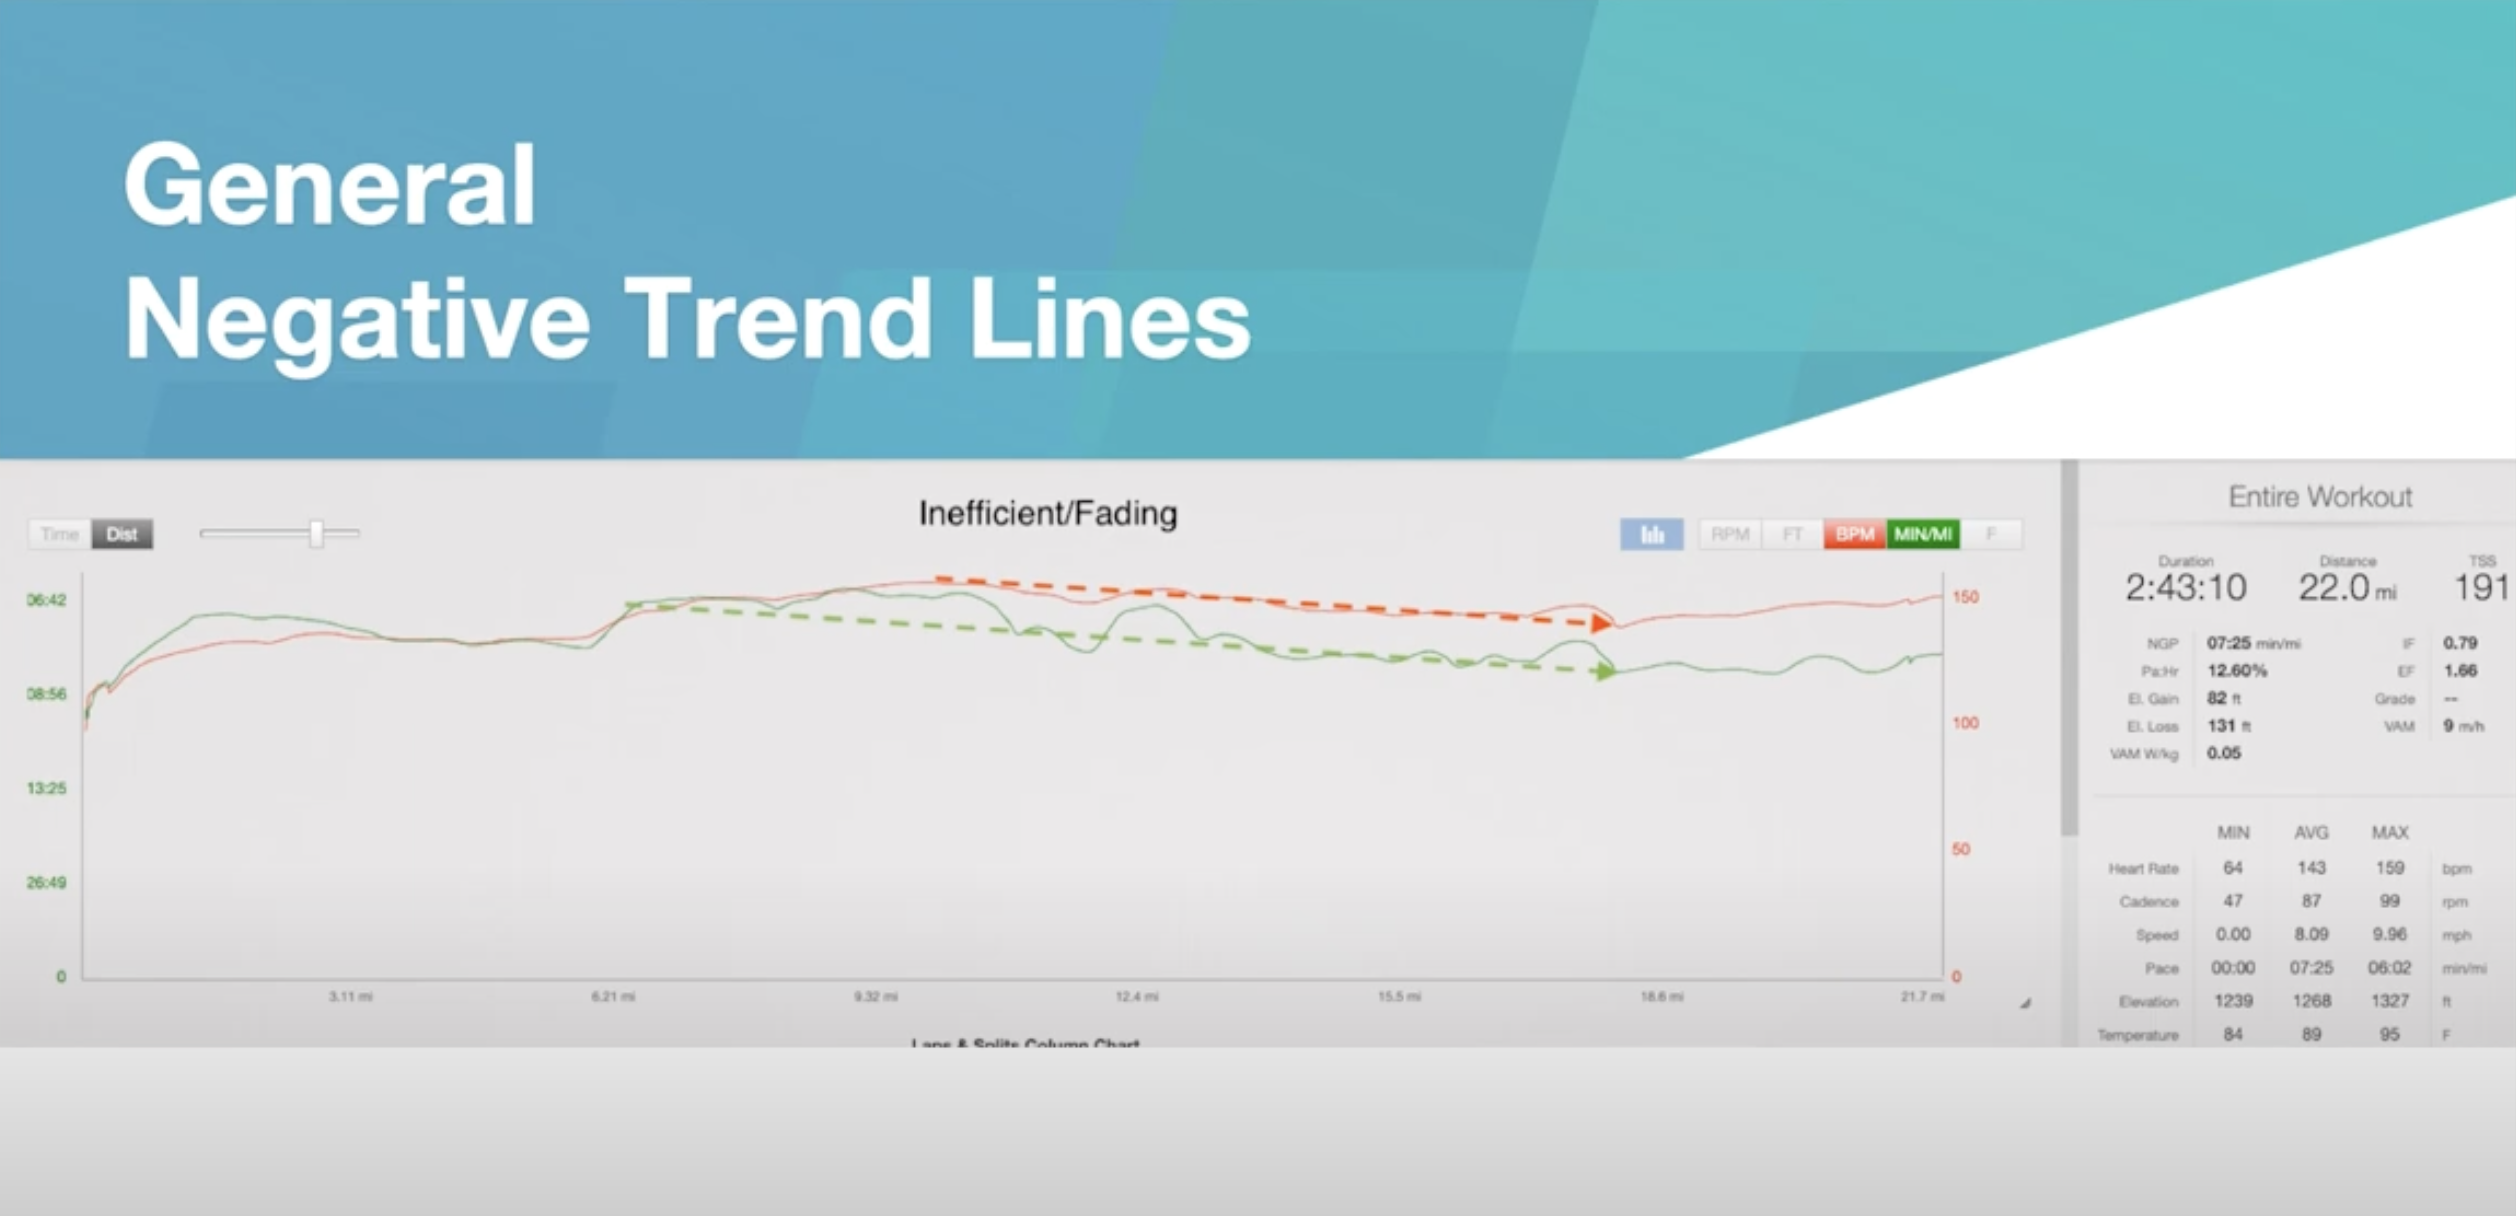 General
Negative Trend Lines
Inefficient/Fading
Time Dist
RPM FT BPM MIN/MI F
06:42
08:56
13:25
26:49
0
150
100
50
0
3.11 mi 6.21 mi 9.32 mi 12.4 mi 15.5 mi 18.6 mi 21.7 mi
Laps & Splits Column Chart
Entire Workout
Duration Distance TSS
2:43:10 22.0 mi 191
NGP 07:25 min/mi IF 0.79
Pa:Hr 12.60% EF 1.66
El. Gain 82 ft Grade --
El. Loss 131 ft VAM 9 m/h
VAM W/kg 0.05
MIN AVG MAX
Heart Rate 64 143 159 bpm
Cadence 47 87 99 rpm
Speed 0.00 8.09 9.96 mph
Pace 00:00 07:25 06:02 min/mi
Elevation 1239 1268 1327 ft
Temperature 84 89 95 F